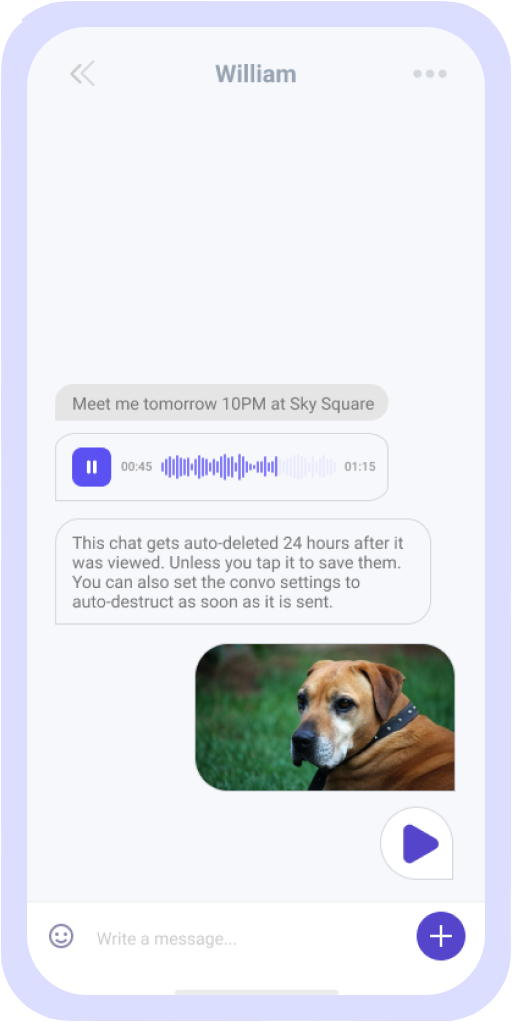 William
Meet me tomorrow 10PM at Sky Square
00:45
01:15
This chat gets auto-deleted 24 hours after it
was viewed. Unless you tap it to save them.
You can also set the convo settings to
auto-destruct as soon as it is sent.
Write a message...